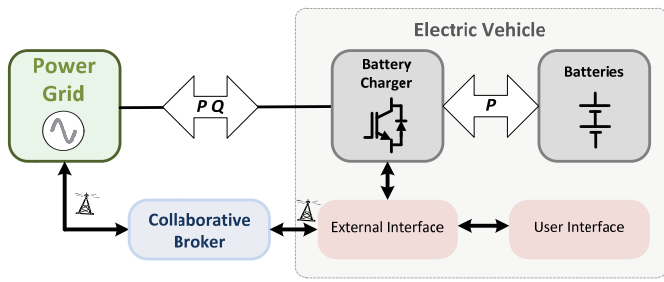 Electric Vehicle
Power
Grid
P Q
Battery
Charger
P
Batteries
Collaborative
Broker
External Interface
User Interface